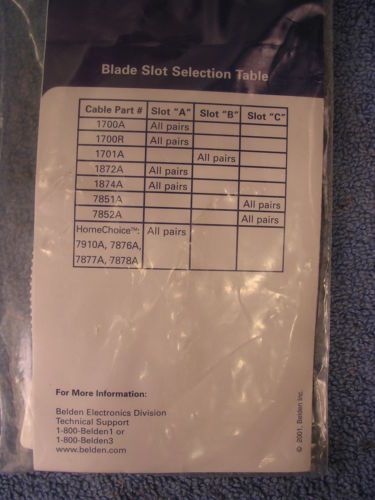 Blade Slot Selection Table
Cable Part # Slot "A" Slot "B" Slot "C"
1700A All pairs
1700R All pairs
1701A All pairs
1872A All pairs
1874A All pairs
7851A All pairs
7852A All pairs
HomeChoice™: All pairs
7910A, 7876A,
7877A, 7878A
For More Information:
Belden Electronics Division
Technical Support
1-800-Belden1 or
1-800-Belden3
www.belden.com
© 2001, Belden Inc.